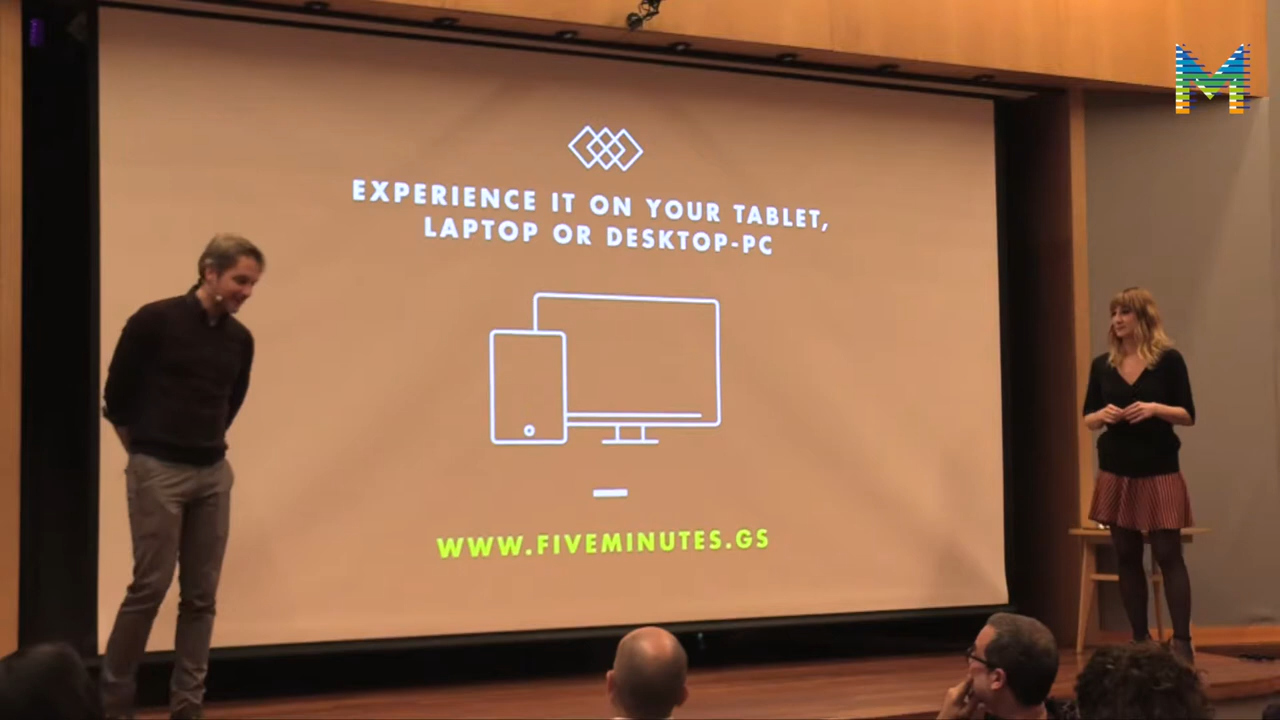 EXPERIENCE IT ON YOUR TABLET,
LAPTOP OR DESKTOP-PC
WWW.FIVEMINUTES.GS
M